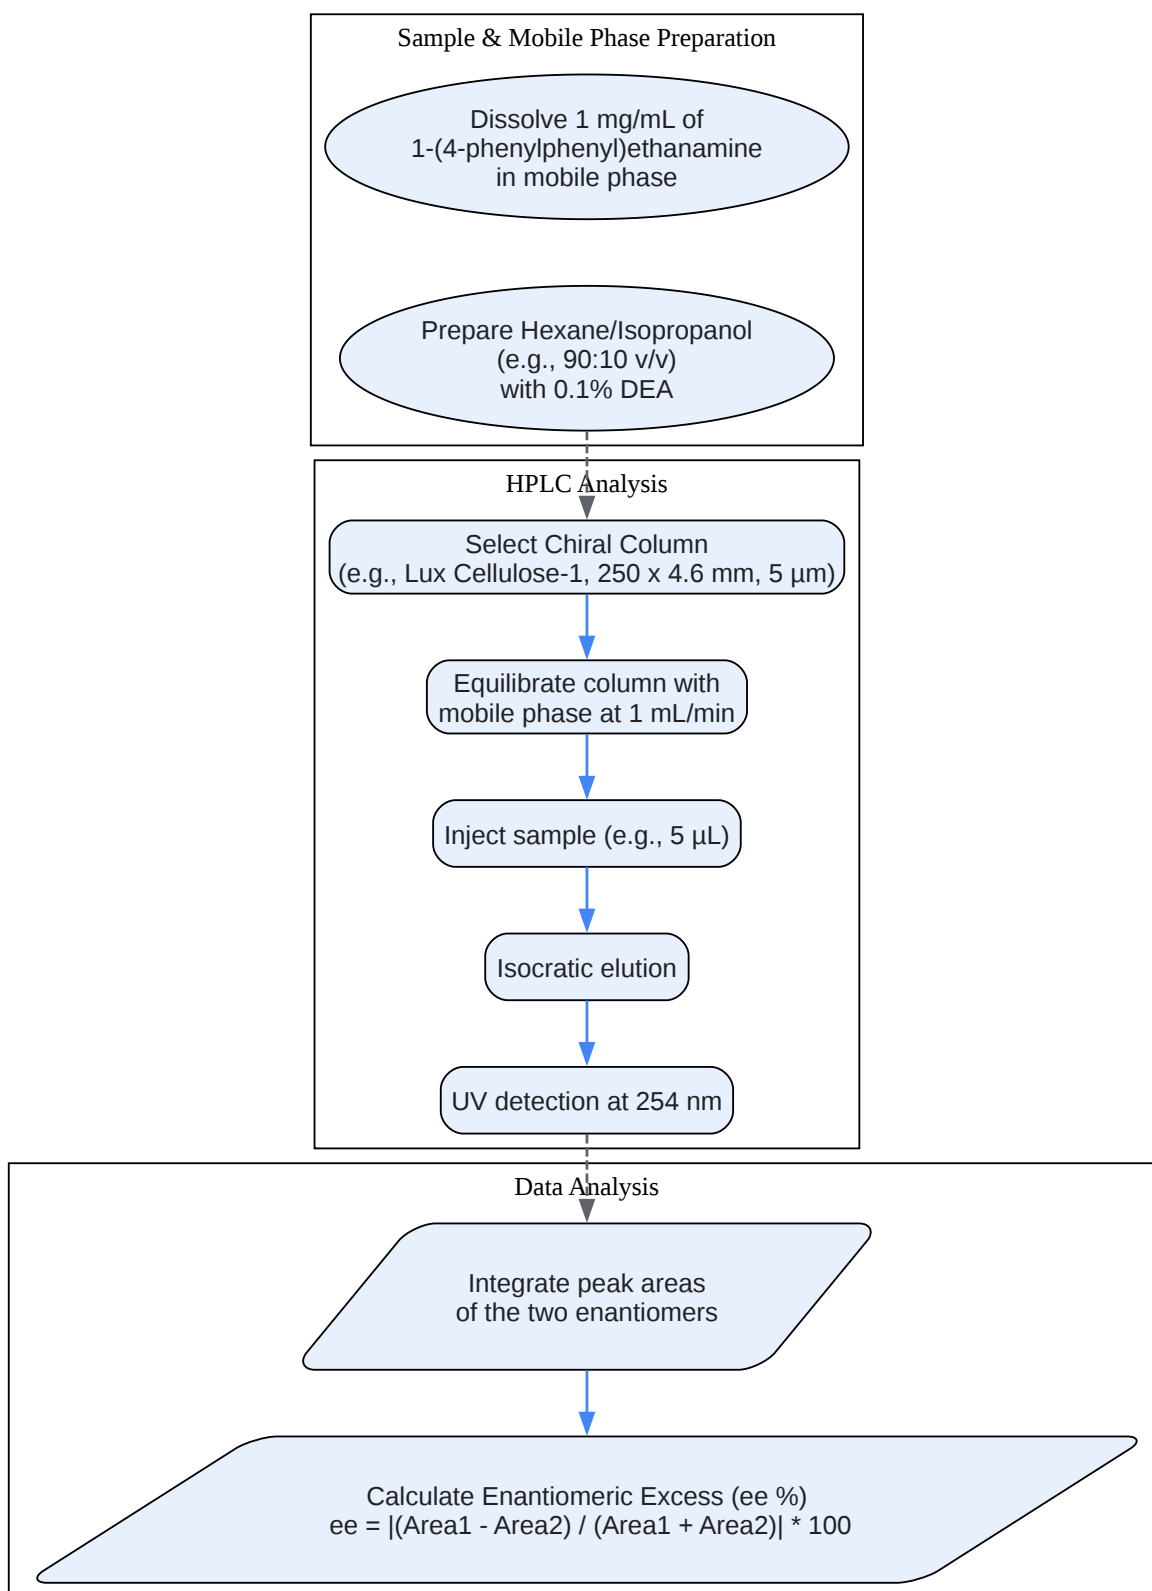 Sample & Mobile Phase Preparation
Dissolve 1 mg/mL of
1-(4-phenylphenyl)ethanamine
in mobile phase
Prepare Hexane/Isopropanol
(e.g., 90:10 v/v)
with 0.1% DEA
HPLC Analysis
Select Chiral Column
(e.g., Lux Cellulose-1, 250 x 4.6 mm, 5 µm)
Equilibrate column with
mobile phase at 1 mL/min
Inject sample (e.g., 5 µL)
Isocratic elution
UV detection at 254 nm
Data Analysis
Integrate peak areas
of the two enantiomers
Calculate Enantiomeric Excess (ee %)
ee = |(Area1 - Area2) / (Area1 + Area2)| * 100